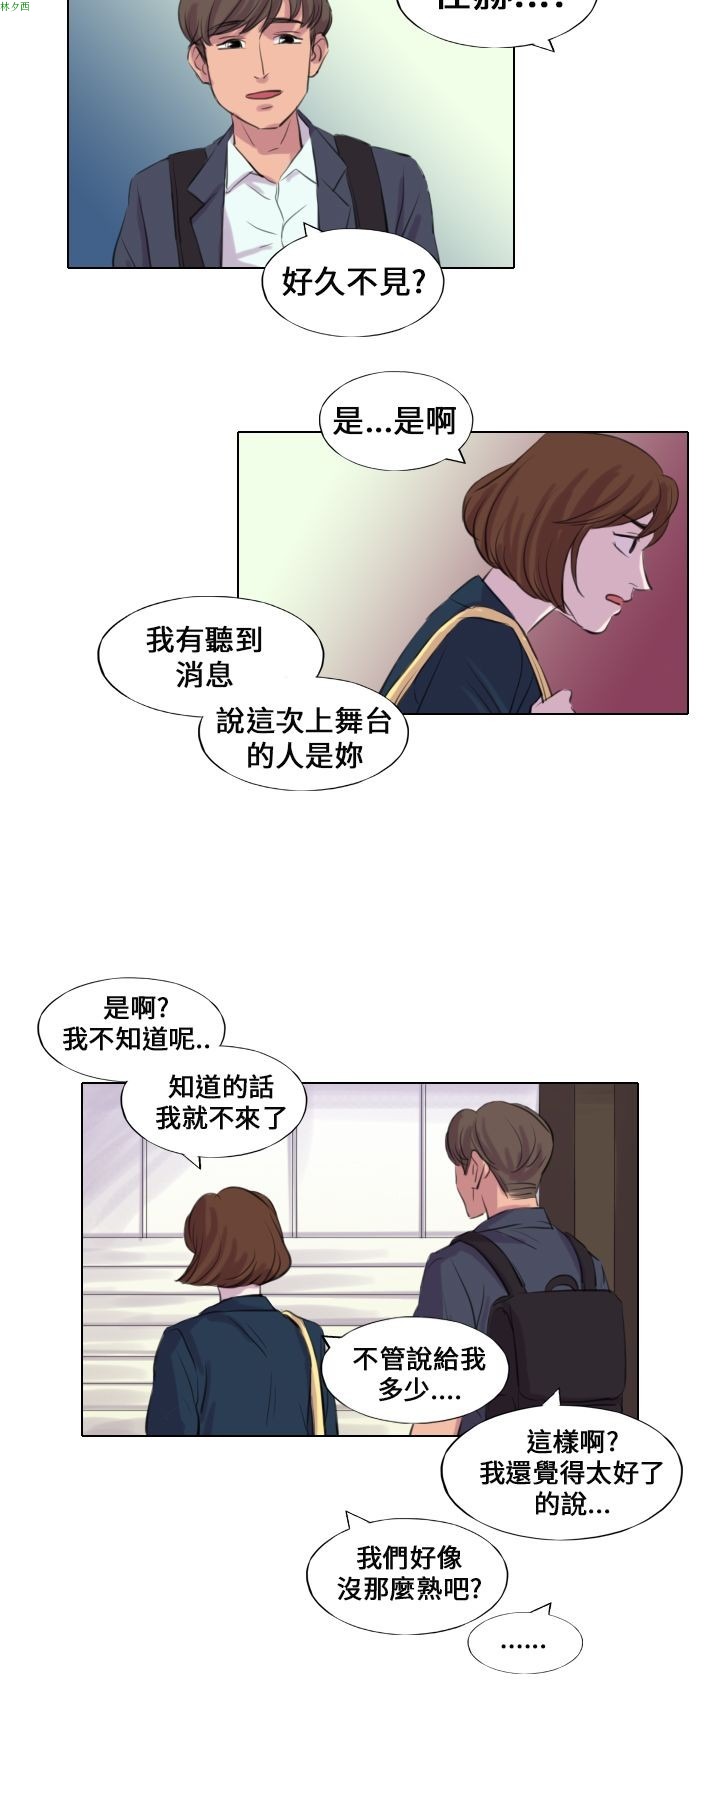 林夕西
好久不見?
是...是啊
我有聽到
消息
說這次上舞台
的人是妳
是啊?
我不知道呢..
知道的話
我就不來了
不管說給我
多少....
這樣啊?
我還覺得太好了
的說...
我們好像
沒那麼熟吧?
......